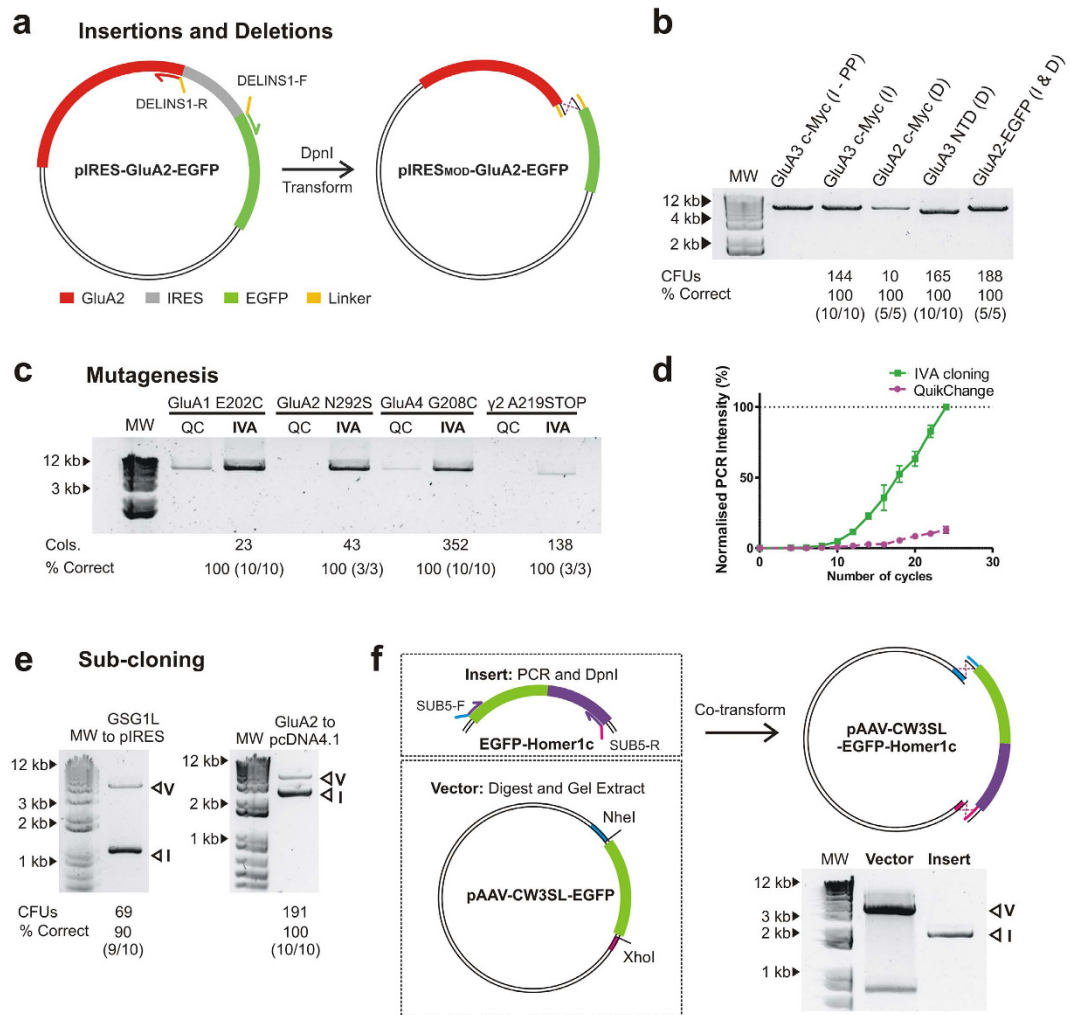 a Insertions and Deletions
DELINS1-F
DELINS1-R
pIRES-GluA2-EGFP
DpnI
Transform
pIRESMOD-GluA2-EGFP
GluA2 IRES EGFP Linker
b
GluA3 c-Myc (I - PP)
GluA3 c-Myc (I)
GluA2 c-Myc (D)
GluA3 NTD (D)
GluA2-EGFP (I & D)
MW
12 kb
4 kb
2 kb
CFUs 144 10 165 188
% Correct 100 100 100 100
(10/10) (5/5) (10/10) (5/5)
c Mutagenesis
GluA1 E202C GluA2 N292S GluA4 G208C γ2 A219STOP
MW QC IVA QC IVA QC IVA QC IVA
12 kb
3 kb
Cols. 23 43 352 138
% Correct 100 (10/10) 100 (3/3) 100 (10/10) 100 (3/3)
d
IVA cloning
QuikChange
Normalised PCR Intensity (%)
100
50
0
0 10 20 30
Number of cycles
e Sub-cloning
GSG1L
MW to pIRES
12 kb
3 kb
2 kb
1 kb
V
I
CFUs 69
% Correct 90
(9/10)
GluA2 to
MW pcDNA4.1
12 kb
2 kb
1 kb
V
I
191
100
(10/10)
f
Insert: PCR and DpnI
SUB5-F
EGFP-Homer1c
SUB5-R
Vector: Digest and Gel Extract
NheI
pAAV-CW3SL-EGFP
XhoI
Co-transform
pAAV-CW3SL
-EGFP-Homer1c
MW Vector Insert
12 kb
3 kb
2 kb
1 kb
V
I